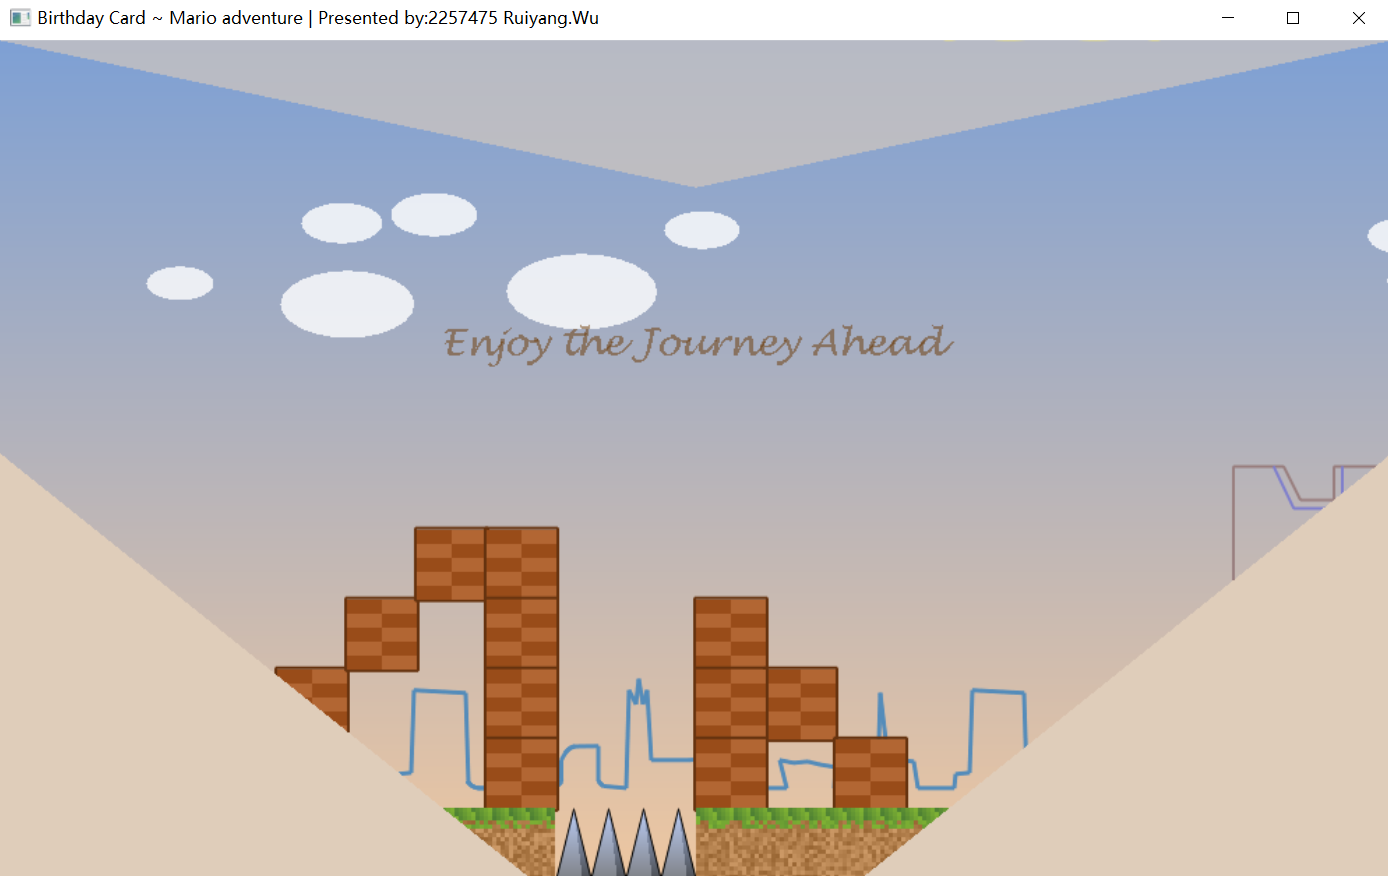 Birthday Card ~ Mario adventure | Presented by:2257475 Ruiyang.Wu
Enjoy the Journey Ahead